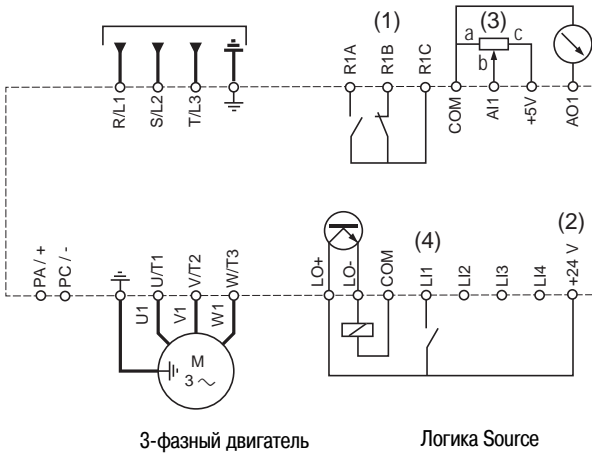 (1)
(3)
R/L1
S/L2
T/L3
R1A
R1B
R1C
COM
AI1
+5V
AO1
a
c
b
(2)
(4)
PA / +
PC / -
U/T1
V/T2
W/T3
U1
V1
W1
M
3 ~
LO+
LO-
COM
LI1
LI2
LI3
LI4
+24 V
3-фазный двигатель
Логика Source